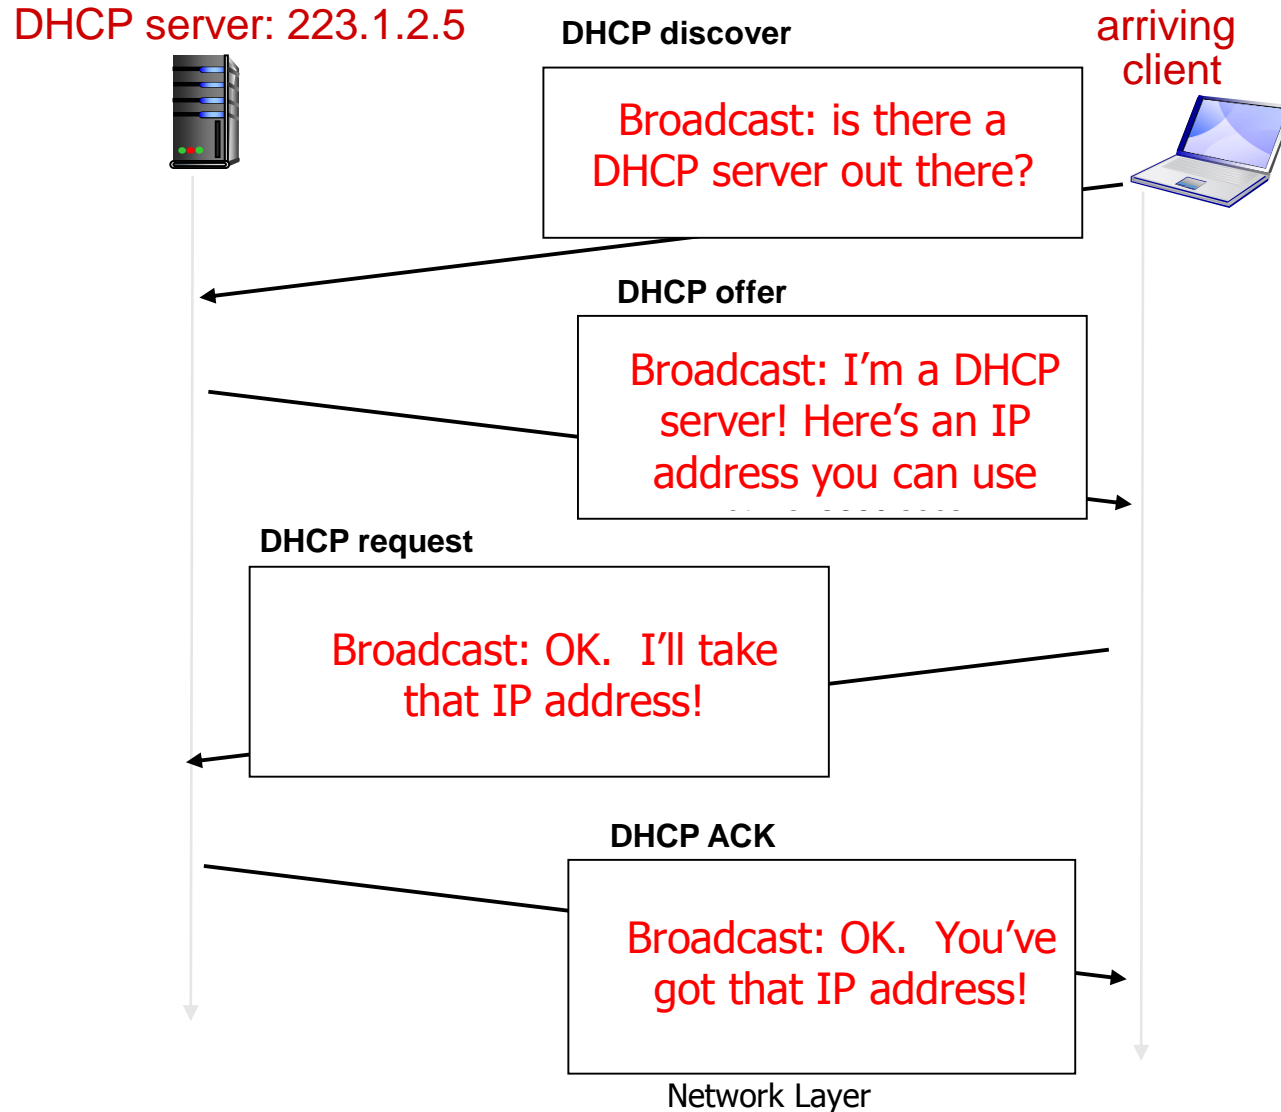 DHCP server: 223.1.2.5
DHCP discover
arriving
client
Broadcast: is there a
DHCP server out there?
DHCP offer
Broadcast: I’m a DHCP
server! Here’s an IP
address you can use
DHCP request
Broadcast: OK.  I’ll take
that IP address!
DHCP ACK
Broadcast: OK.  You’ve
got that IP address!
Network Layer